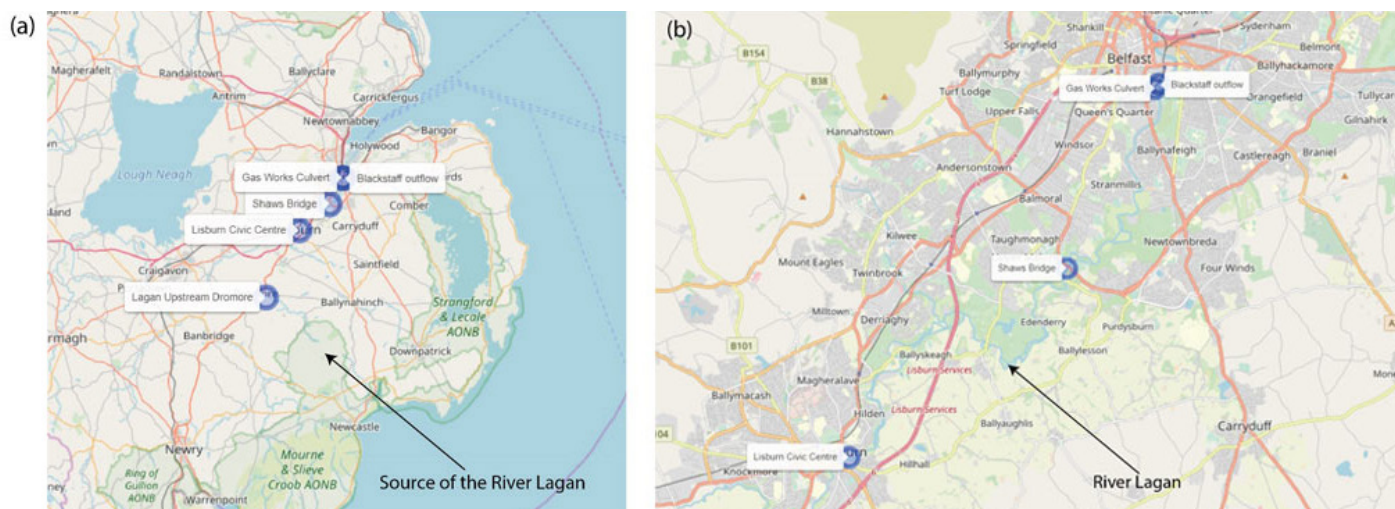 (a)
Magherafelt
Randalstown
Ballyclare
Antrim
Carrickfergus
Newtownabbey
Bangor
Holywood
Lough Neagh
Gas Works Culvert
Blackstaff outflow
Shaws Bridge
Comber
Lisburn Civic Centre
Carryduff
Craigavon
Saintfield
Lagan Upstream Dromore
Ballynahinch
Strangford
& Lecale
AONB
Banbridge
Downpatrick
Newcastle
Newry
Mourne
& Slieve
Croob AONB
Ring of
Gullion AONB
Warrenpoint
Source of the River Lagan
(b)
Shankill
Sydenham
B154
Springfield
Belfast
Belmont
B38
Ballymurphy
Ballyhackamore
Turf Lodge
Gas Works Culvert
Blackstaff outflow
Upper Falls
Queen's Quarter
Orangefield
Tullycar
Gilnahirk
Hannahstown
Windsor
Ballynafeigh
Castlereagh
Braniel
Andersonstown
Stranmillis
Balmoral
Kilwee
Taughmonagh
Newtownbreda
Mount Eagles
Twinbrook
Shaws Bridge
Four Winds
Milltown
Derriaghy
Edenderry
Purdysburn
B101
Ballyskeagh
Ballylesson
Magheralave
Lisburn Services
Ballymacash
Hilden
Lisburn Services
Ballyaughlis
Carryduff
104
Lisburn Civic Centre
Knockmore
Hillhall
River Lagan